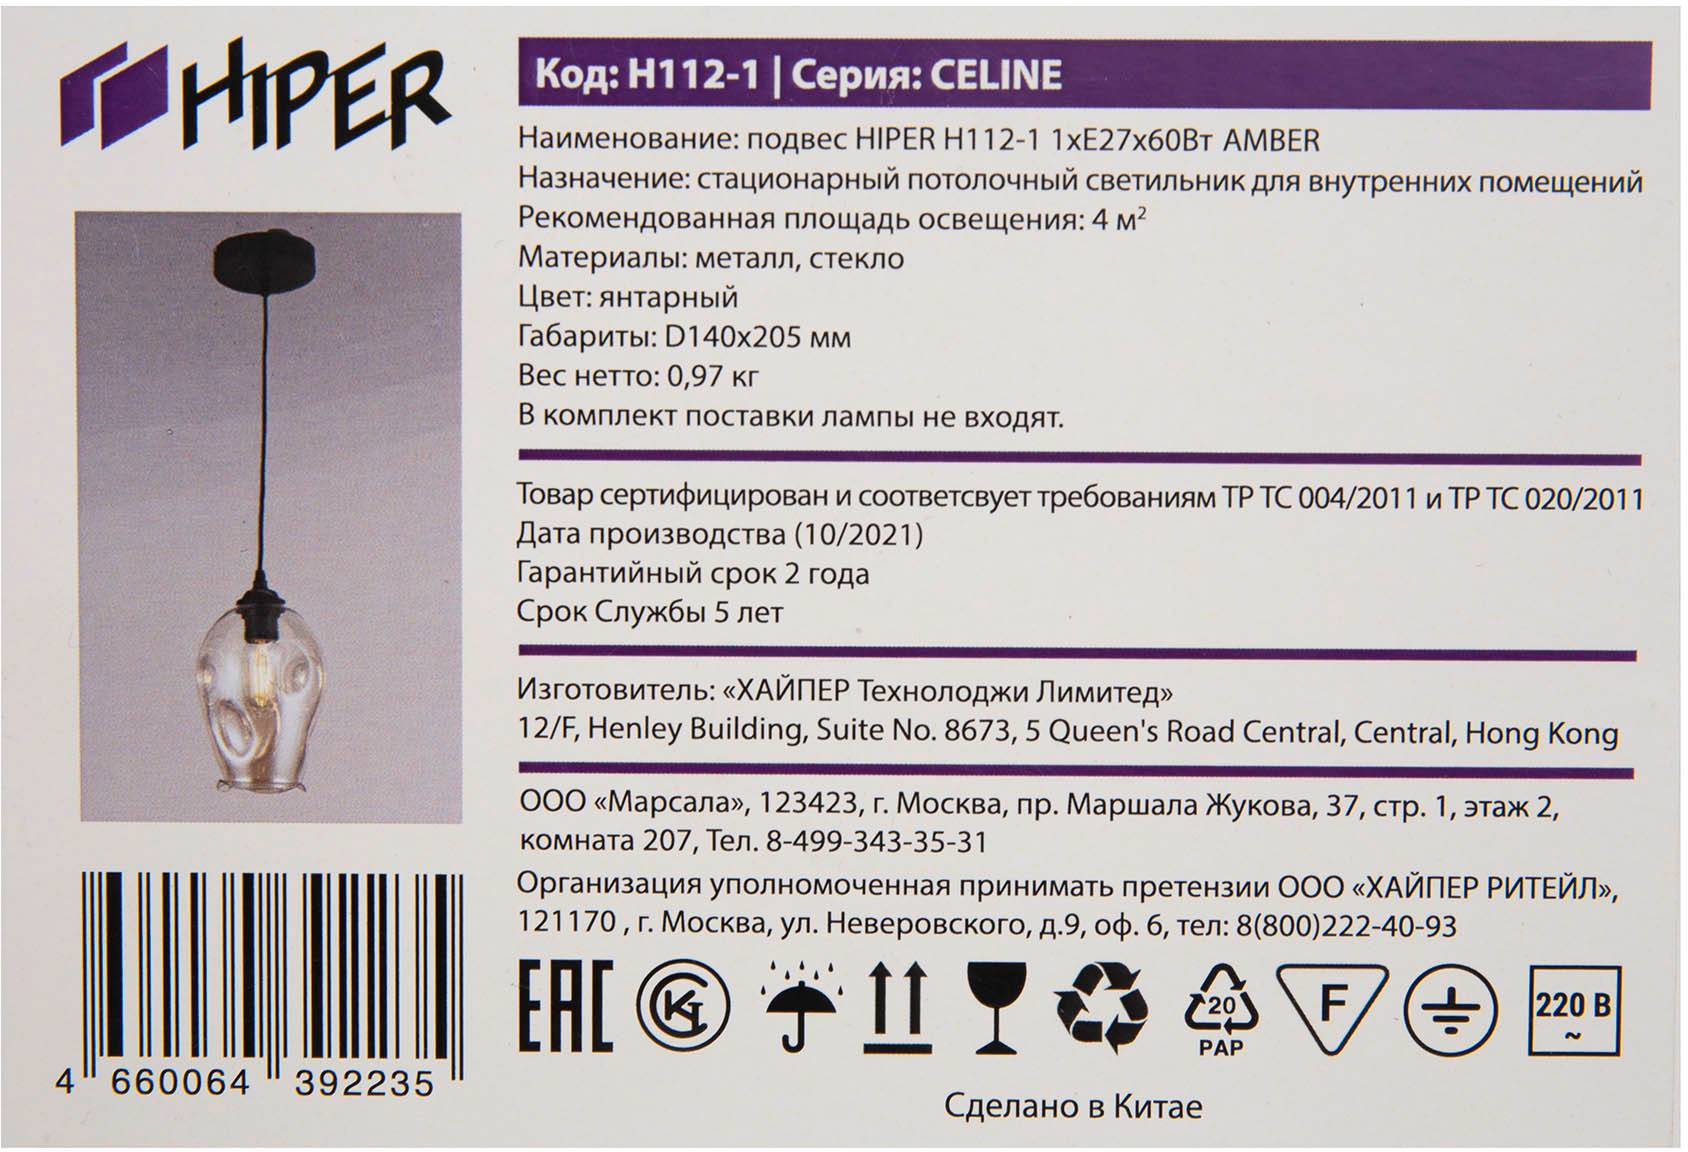 HIPER
Код: H112-1 | Серия: CELINE
Наименование: подвес HIPER H112-1 1xE27x60Вт AMBER
Назначение: стационарный потолочный светильник для внутренних помещений
Рекомендованная площадь освещения: 4 м²
Материалы: металл, стекло
Цвет: янтарный
Габариты: D140x205 мм
Вес нетто: 0,97 кг
В комплект поставки лампы не входят.
Товар сертифицирован и соответсвует требованиям ТР ТС 004/2011 и ТР ТС 020/2011
Дата производства (10/2021)
Гарантийный срок 2 года
Срок Службы 5 лет
Изготовитель: «ХАЙПЕР Технолоджи Лимитед»
12/F, Henley Building, Suite No. 8673, 5 Queen's Road Central, Central, Hong Kong
ООО «Марсала», 123423, г. Москва, пр. Маршала Жукова, 37, стр. 1, этаж 2,
комната 207, Тел. 8-499-343-35-31
Организация уполномоченная принимать претензии ООО «ХАЙПЕР РИТЕЙЛ»,
121170 , г. Москва, ул. Неверовского, д.9, оф. 6, тел: 8(800)222-40-93
4 660064 392235
EAC
20
PAP
F
220 В
~
Сделано в Китае